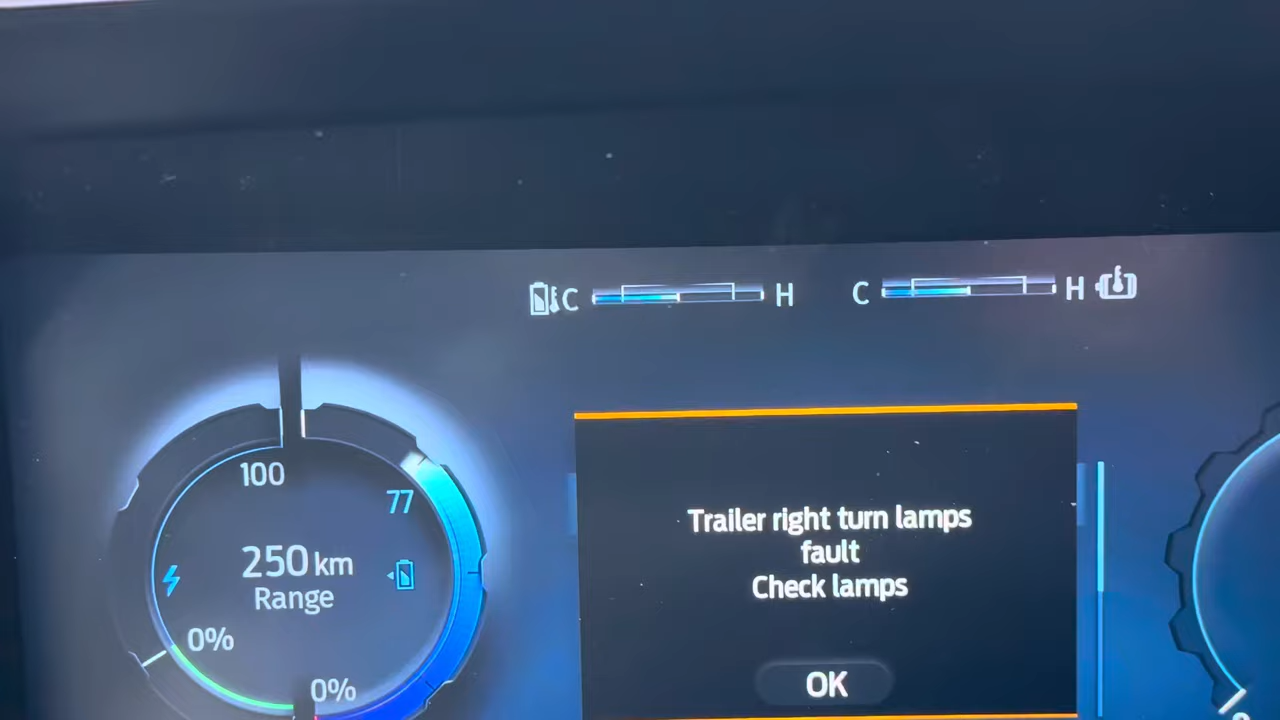 C H C H
100
77
250 km
Range
0%
0%
Trailer right turn lamps
fault
Check lamps
OK